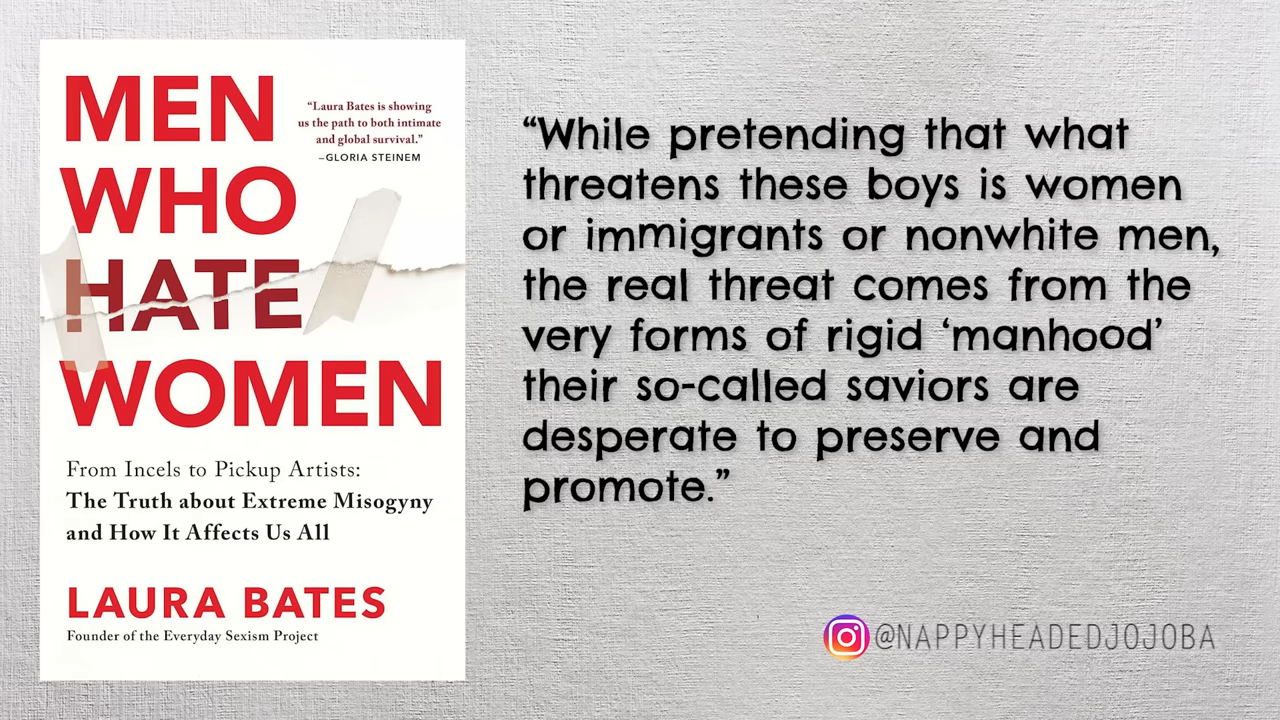 MEN
WHO
HATE
WOMEN
“Laura Bates is showing
us the path to both intimate
and global survival.”
—GLORIA STEINEM
From Incels to Pickup Artists:
The Truth about Extreme Misogyny
and How It Affects Us All
LAURA BATES
Founder of the Everyday Sexism Project
“While pretending that what
threatens these boys is women
or immigrants or nonwhite men,
the real threat comes from the
very forms of rigid ‘manhood’
their so-called saviors are
desperate to preserve and
promote.”
@NAPPYHEADEDJOJOBA